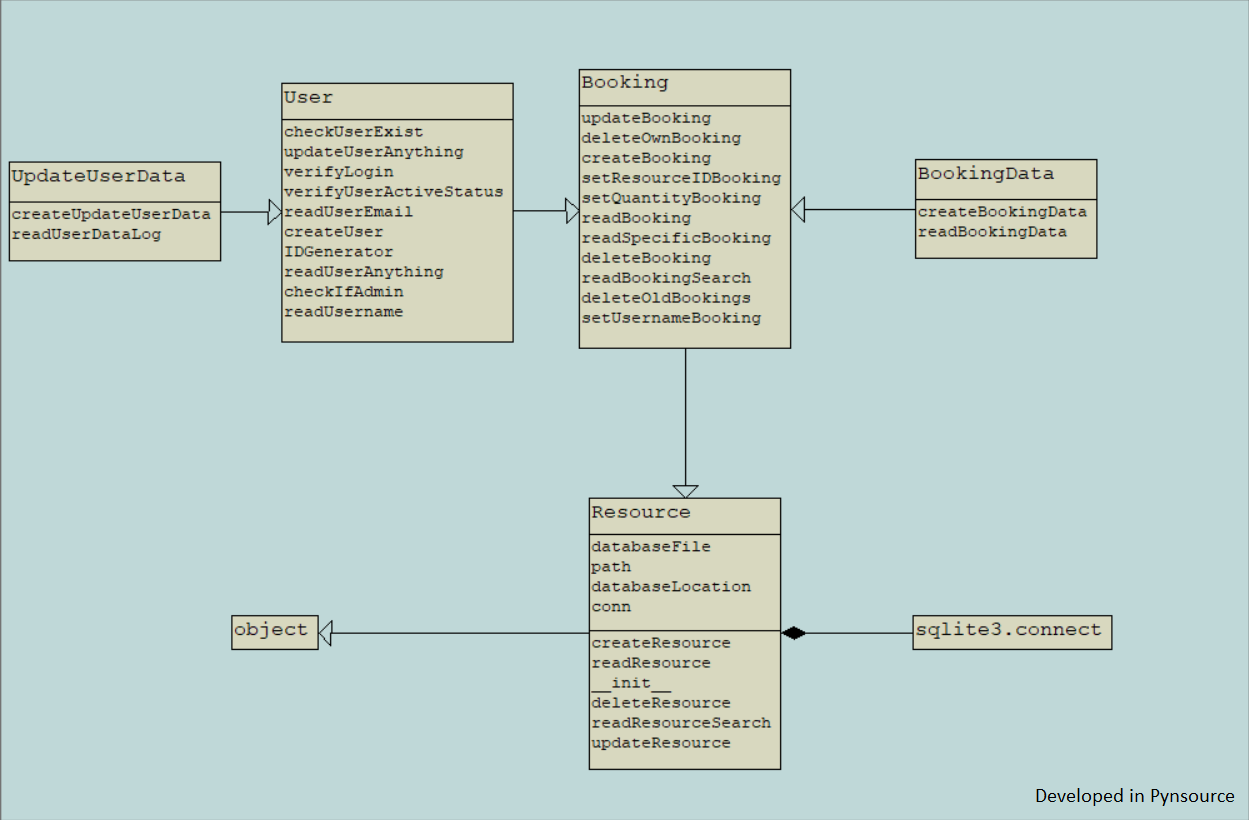 UpdateUserData
createUpdateUserData
readUserDataLog
User
checkUserExist
updateUserAnything
verifyLogin
verifyUserActiveStatus
readUserEmail
createUser
IDGenerator
readUserAnything
checkIfAdmin
readUsername
Booking
updateBooking
deleteOwnBooking
createBooking
setResourceIDBooking
setQuantityBooking
readBooking
readSpecificBooking
deleteBooking
readBookingSearch
deleteOldBookings
setUsernameBooking
BookingData
createBookingData
readBookingData
Resource
databaseFile
path
databaseLocation
conn
createResource
readResource
__init__
deleteResource
readResourceSearch
updateResource
object
sqlite3.connect
Developed in Pynsource